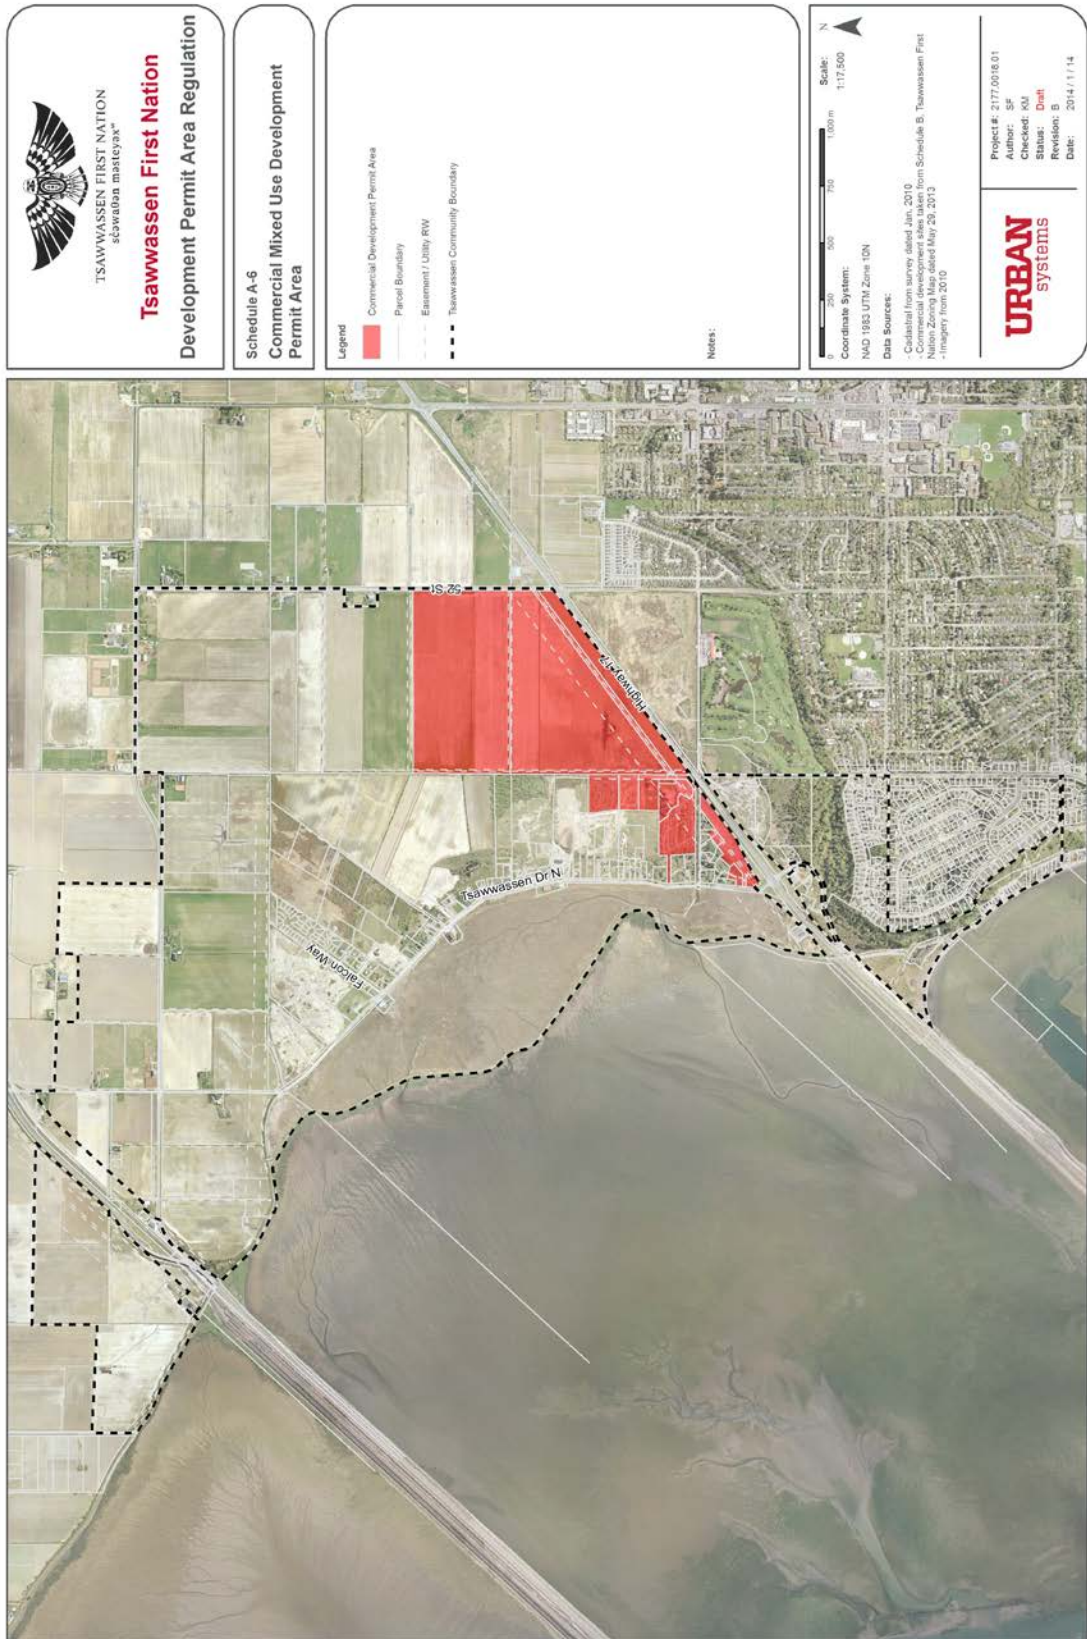 TSAWWASSEN FIRST NATION
sc̓əwaθən məsteyəxʷ
Tsawwassen First Nation
Development Permit Area Regulation
Schedule A-6
Commercial Mixed Use Development
Permit Area
Legend
Commercial Development Permit Area
Parcel Boundary
Easement / Utility RW
Tsawwassen Community Boundary
Notes:
0 250 500 750 1,000 m
Scale:
1:17,500
N
Coordinate System:
NAD 1983 UTM Zone 10N
Data Sources:
- Cadastral from survey dated Jan, 2010
- Commercial development sites taken from Schedule B, Tsawwassen First
Nation Zoning Map dated May 29, 2013
- Imagery from 2010
URBAN
systems
Project #: 2177.0018.01
Author: SF
Checked: KM
Status: Draft
Revision: B
Date: 2014 / 1 / 14
52 St
Highway 17
Tsawwassen Dr N
Falcon Way